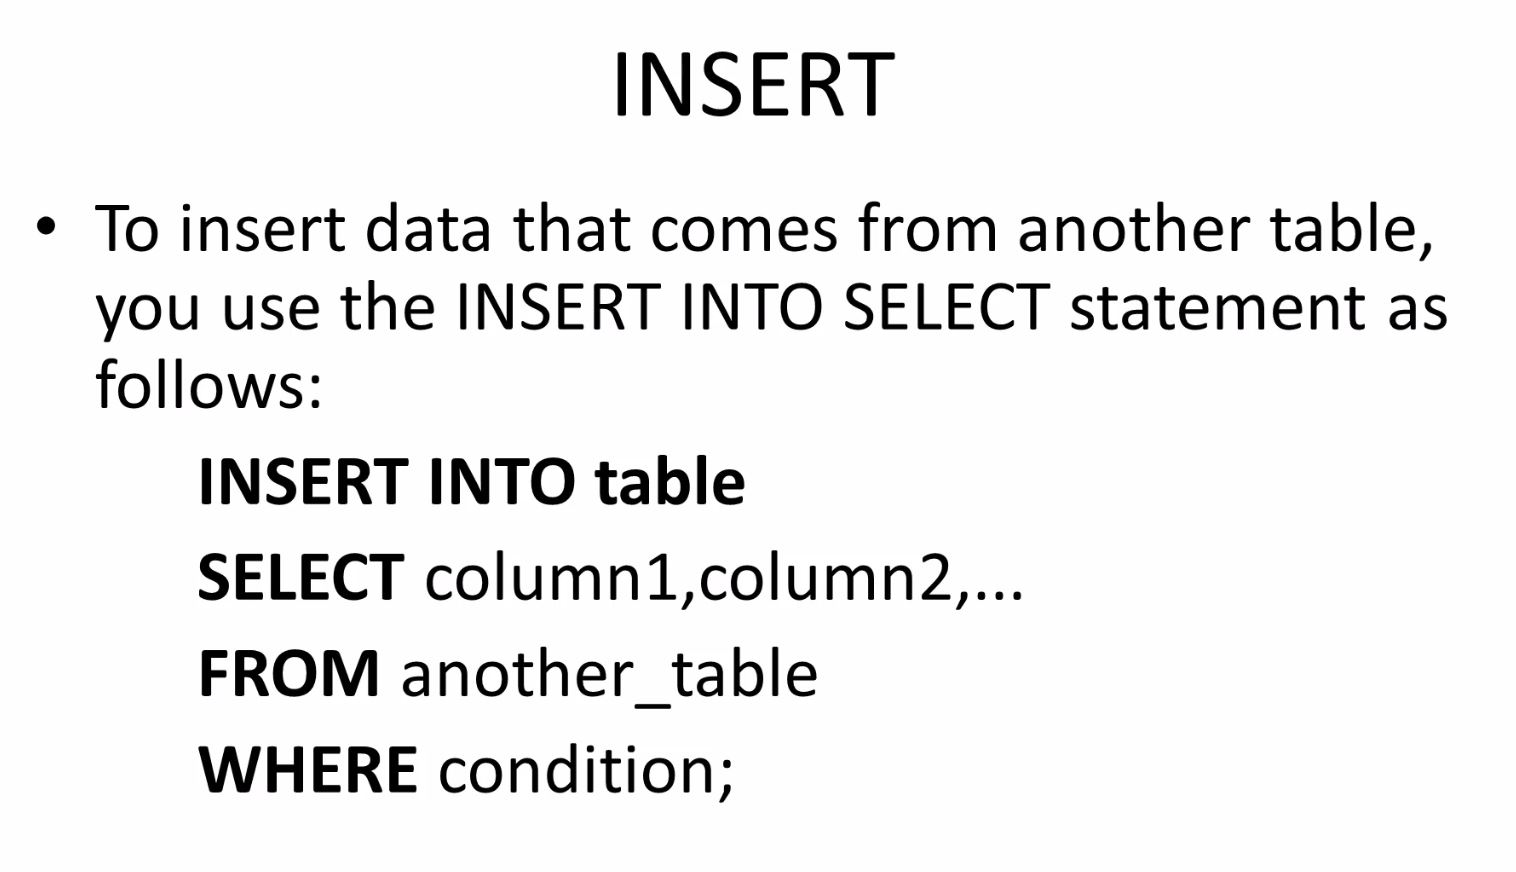 INSERT
• To insert data that comes from another table,
you use the INSERT INTO SELECT statement as
follows:
INSERT INTO table
SELECT column1,column2,...
FROM another_table
WHERE condition;